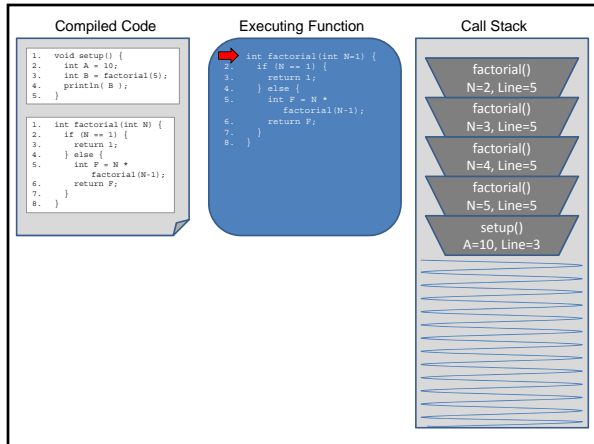 Compiled Code
1. void setup() {
2. int A = 10;
3. int B = factorial(5);
4. println( B );
5. }
1. int factorial(int N) {
2. if (N == 1) {
3. return 1;
4. } else {
5. int F = N *
factorial(N-1);
6. return F;
7. }
8. }
Executing Function
int factorial(int N=1) {
2. if (N == 1) {
3. return 1;
4. } else {
5. int F = N *
factorial(N-1);
6. return F;
7. }
8. }
Call Stack
factorial()
N=2, Line=5
factorial()
N=3, Line=5
factorial()
N=4, Line=5
factorial()
N=5, Line=5
setup()
A=10, Line=3